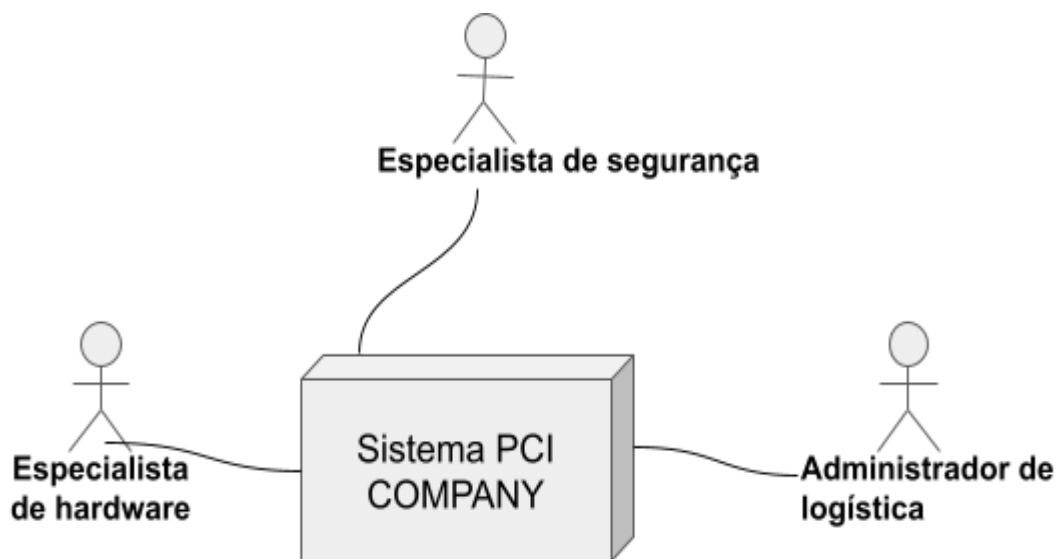 Especialista de segurança
Especialista
de hardware
Sistema PCI
COMPANY
Administrador de
logística